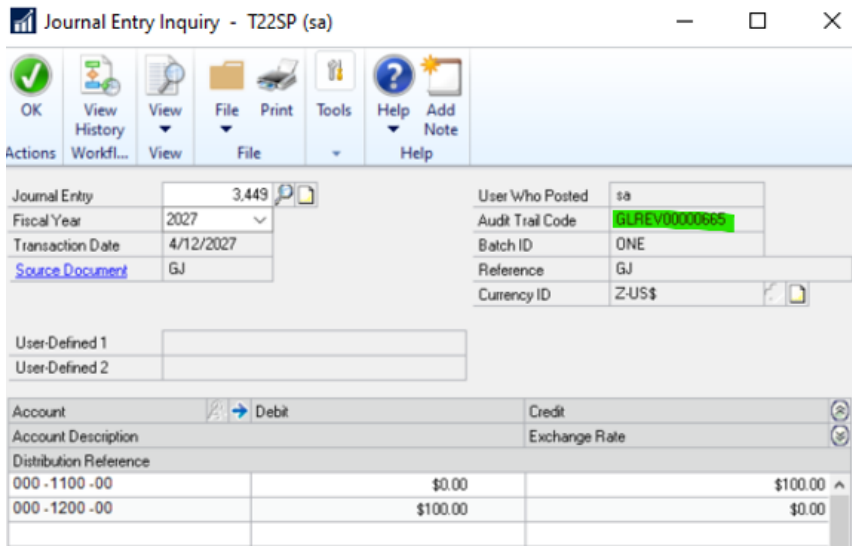 Journal Entry Inquiry - T22SP (sa)
OK View History View File Print Tools Help Add Note
Actions Workfl... View File Help
Journal Entry 3,449 User Who Posted sa
Fiscal Year 2027 Audit Trail Code GLREV00000665
Transaction Date 4/12/2027 Batch ID ONE
Source Document GJ Reference GJ
Currency ID Z-US$
User-Defined 1
User-Defined 2
Account Debit Credit
Account Description Exchange Rate
Distribution Reference
000 -1100 -00 $0.00 $100.00
000 -1200 -00 $100.00 $0.00